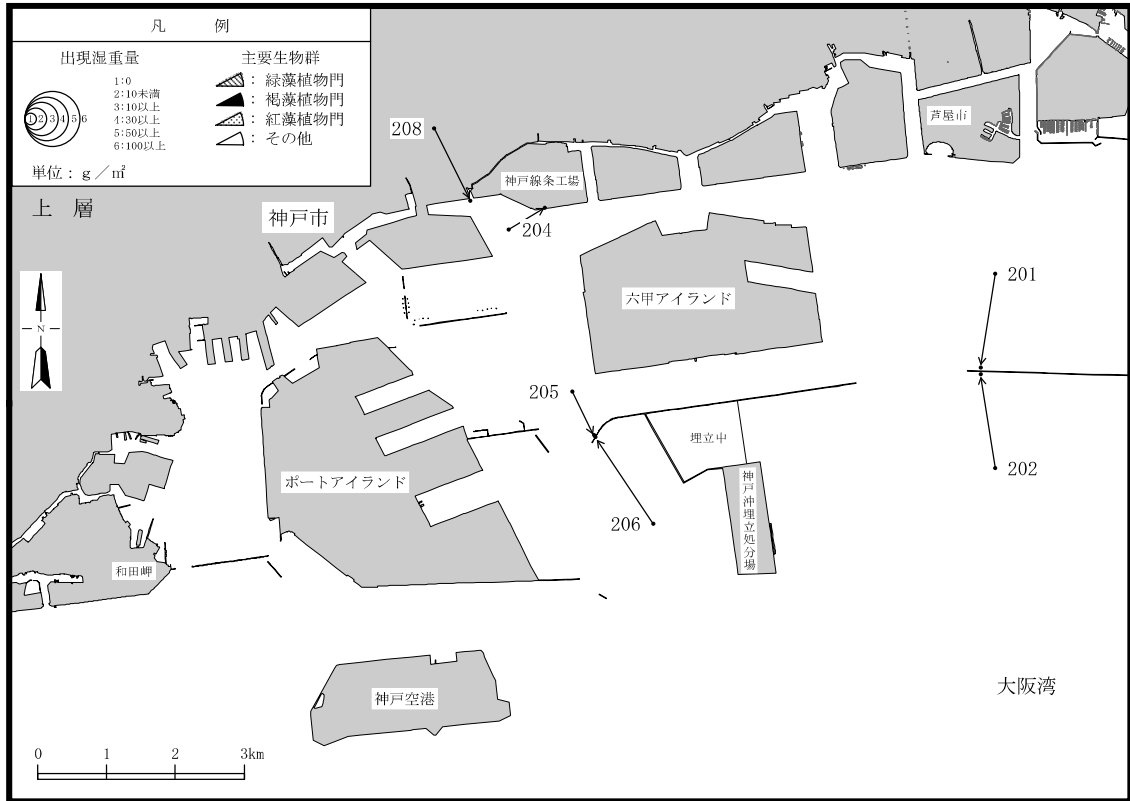 凡 例
出現湿重量
1:0
2:10未満
3:10以上
4:30以上
5:50以上
6:100以上
1 2 3 4 5 6
単位：g／㎡
主要生物群
：緑藻植物門
：褐藻植物門
：紅藻植物門
：その他
上 層
208
芦屋市
神戸線条工場
神戸市
204
201
六甲アイランド
N
205
埋立中
202
ポートアイランド
神戸沖埋立処分場
206
和田岬
大阪湾
神戸空港
0 1 2 3km